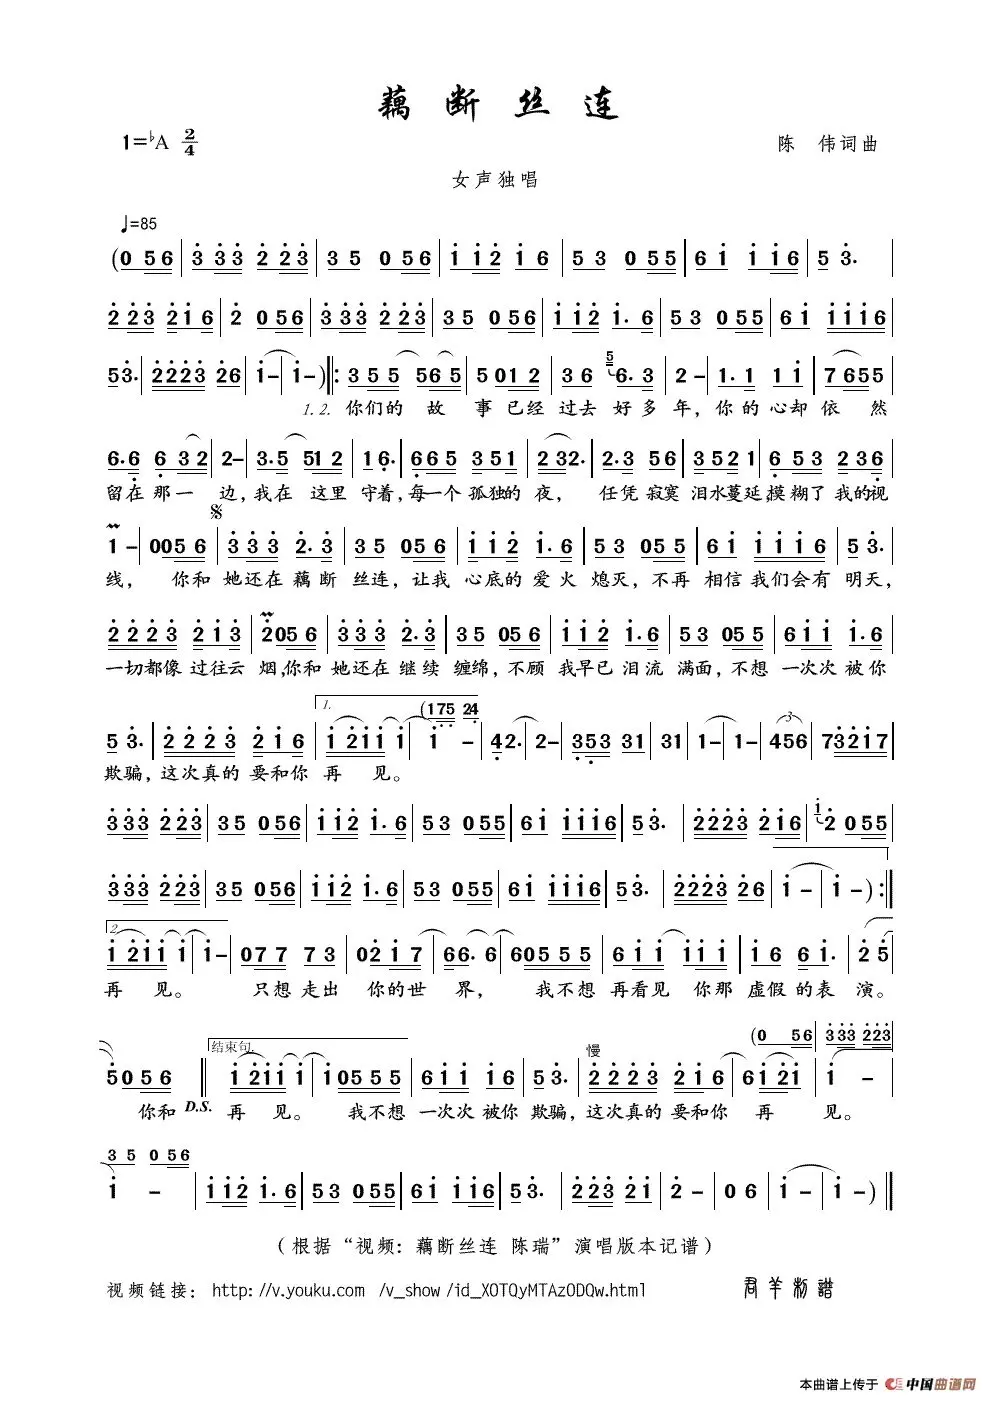 藕断丝连
1=♭A 2/4
陈 伟词曲
女声独唱
♩=85
(0 56 | 3 33 2 23 | 3 5 0 56 | 1 12 1 6 | 5 3 0 55 | 6 1 1 16 | 5 3. |
2 23 21 6 | 2 0 56 | 3 33 2 23 | 3 5 0 56 | 1 12 1. 6 | 5 3 0 55 | 6 1 1 1 1 6 |
5 3. | 2 2 2 3 2 6 | 1 - | 1 - ) ‖: 3 5 5 56 5 | 5 01 2 | 3 6 5 6. 3 | 2 - | 1. 1 1 1 | 7 65 5 |
1. 2. 你们的 故 事 已经 过去 好多 年，你的 心却 依 然
6. 6 6 3 2 | 2 - | 3. 5 51 2 | 1 6. | 6 6 5 3 5 1 | 2 32. | 2. 3 56 | 3 52 1 | 6 5 3 2 3 6 |
留在 那一 边，我在 这里 守着，每一个 孤独的 夜， 任凭 寂寞 泪水蔓延，摸糊了 我的视
1 - | 0 0 5 6 | 3 3 3 2. 3 | 3 5 0 56 | 1 1 2 1. 6 | 5 3 0 55 | 6 1 1 1 1 6 | 5 3. |
线， 你和 她还在 藕断 丝连，让我 心底的 爱火 熄灭，不再 相信 我们会有 明天，
2 2 2 3 2 1 3 | 2 0 5 6 | 3 3 3 2. 3 | 3 5 0 56 | 1 1 2 1. 6 | 5 3 0 55 | 6 1 1 1. 6 |
一切都像 过往云 烟，你和 她还在 继续 缠绵，不顾 我早已 泪流 满面，不想 一次次 被你
1. (175 24
5 3. | 2 2 2 3 2 1 6 | 1 21 1 1 | 1 - | 4 2. | 2 - | 3 5 3 3 1 | 3 1 | 1 - | 1 - | 4 5 6 | 7 3 2 1 7 |
欺骗，这次真的 要和你 再 见。
3 3 3 2 2 3 | 3 5 0 56 | 1 1 2 1. 6 | 5 3 0 55 | 6 1 1 1 1 6 | 5 3. | 2 2 2 3 2 1 6 | 1 2 0 55 |
3 3 3 2 2 3 | 3 5 0 56 | 1 1 2 1. 6 | 5 3 0 55 | 6 1 1 1 1 6 | 5 3. | 2 2 2 3 2 6 | 1 - | 1 - ) :‖
2.
1 21 1 1 | 1 - | 0 7 7 7 3 | 0 2 1 7 | 6 6. 6 | 6 0 5 5 5 | 6 1 1 1 1 | 1 6 6 1. | 2 5
再 见。 只想 走出 你的世 界， 我不想 再看见 你那 虚假 的表 演。
结束句. 慢 (0 56 | 3 33 2 23
5 0 5 6 ‖ 1 21 1 1 | 1 0 5 5 5 | 6 1 1 1 6 | 5 3. | 2 2 2 3 2 1 6 | 6 1 2 1 | 1 -
你和 D.S. 再 见。 我不想 一次次 被你 欺骗，这次真的 要和你 再 见。
3 5 0 56
1 - | 1 12 1. 6 | 5 3 0 55 | 6 1 1 16 | 5 3. | 2 23 2 1 | 2 - | 0 6 | 1 - | 1 - ) ‖
（根据“视频：藕断丝连 陈瑞”演唱版本记谱）
视频链接：http://v.youku.com /v_show /id_XOTQyMTAzODQw.html 君羊制谱
本曲谱上传于 中国曲谱网